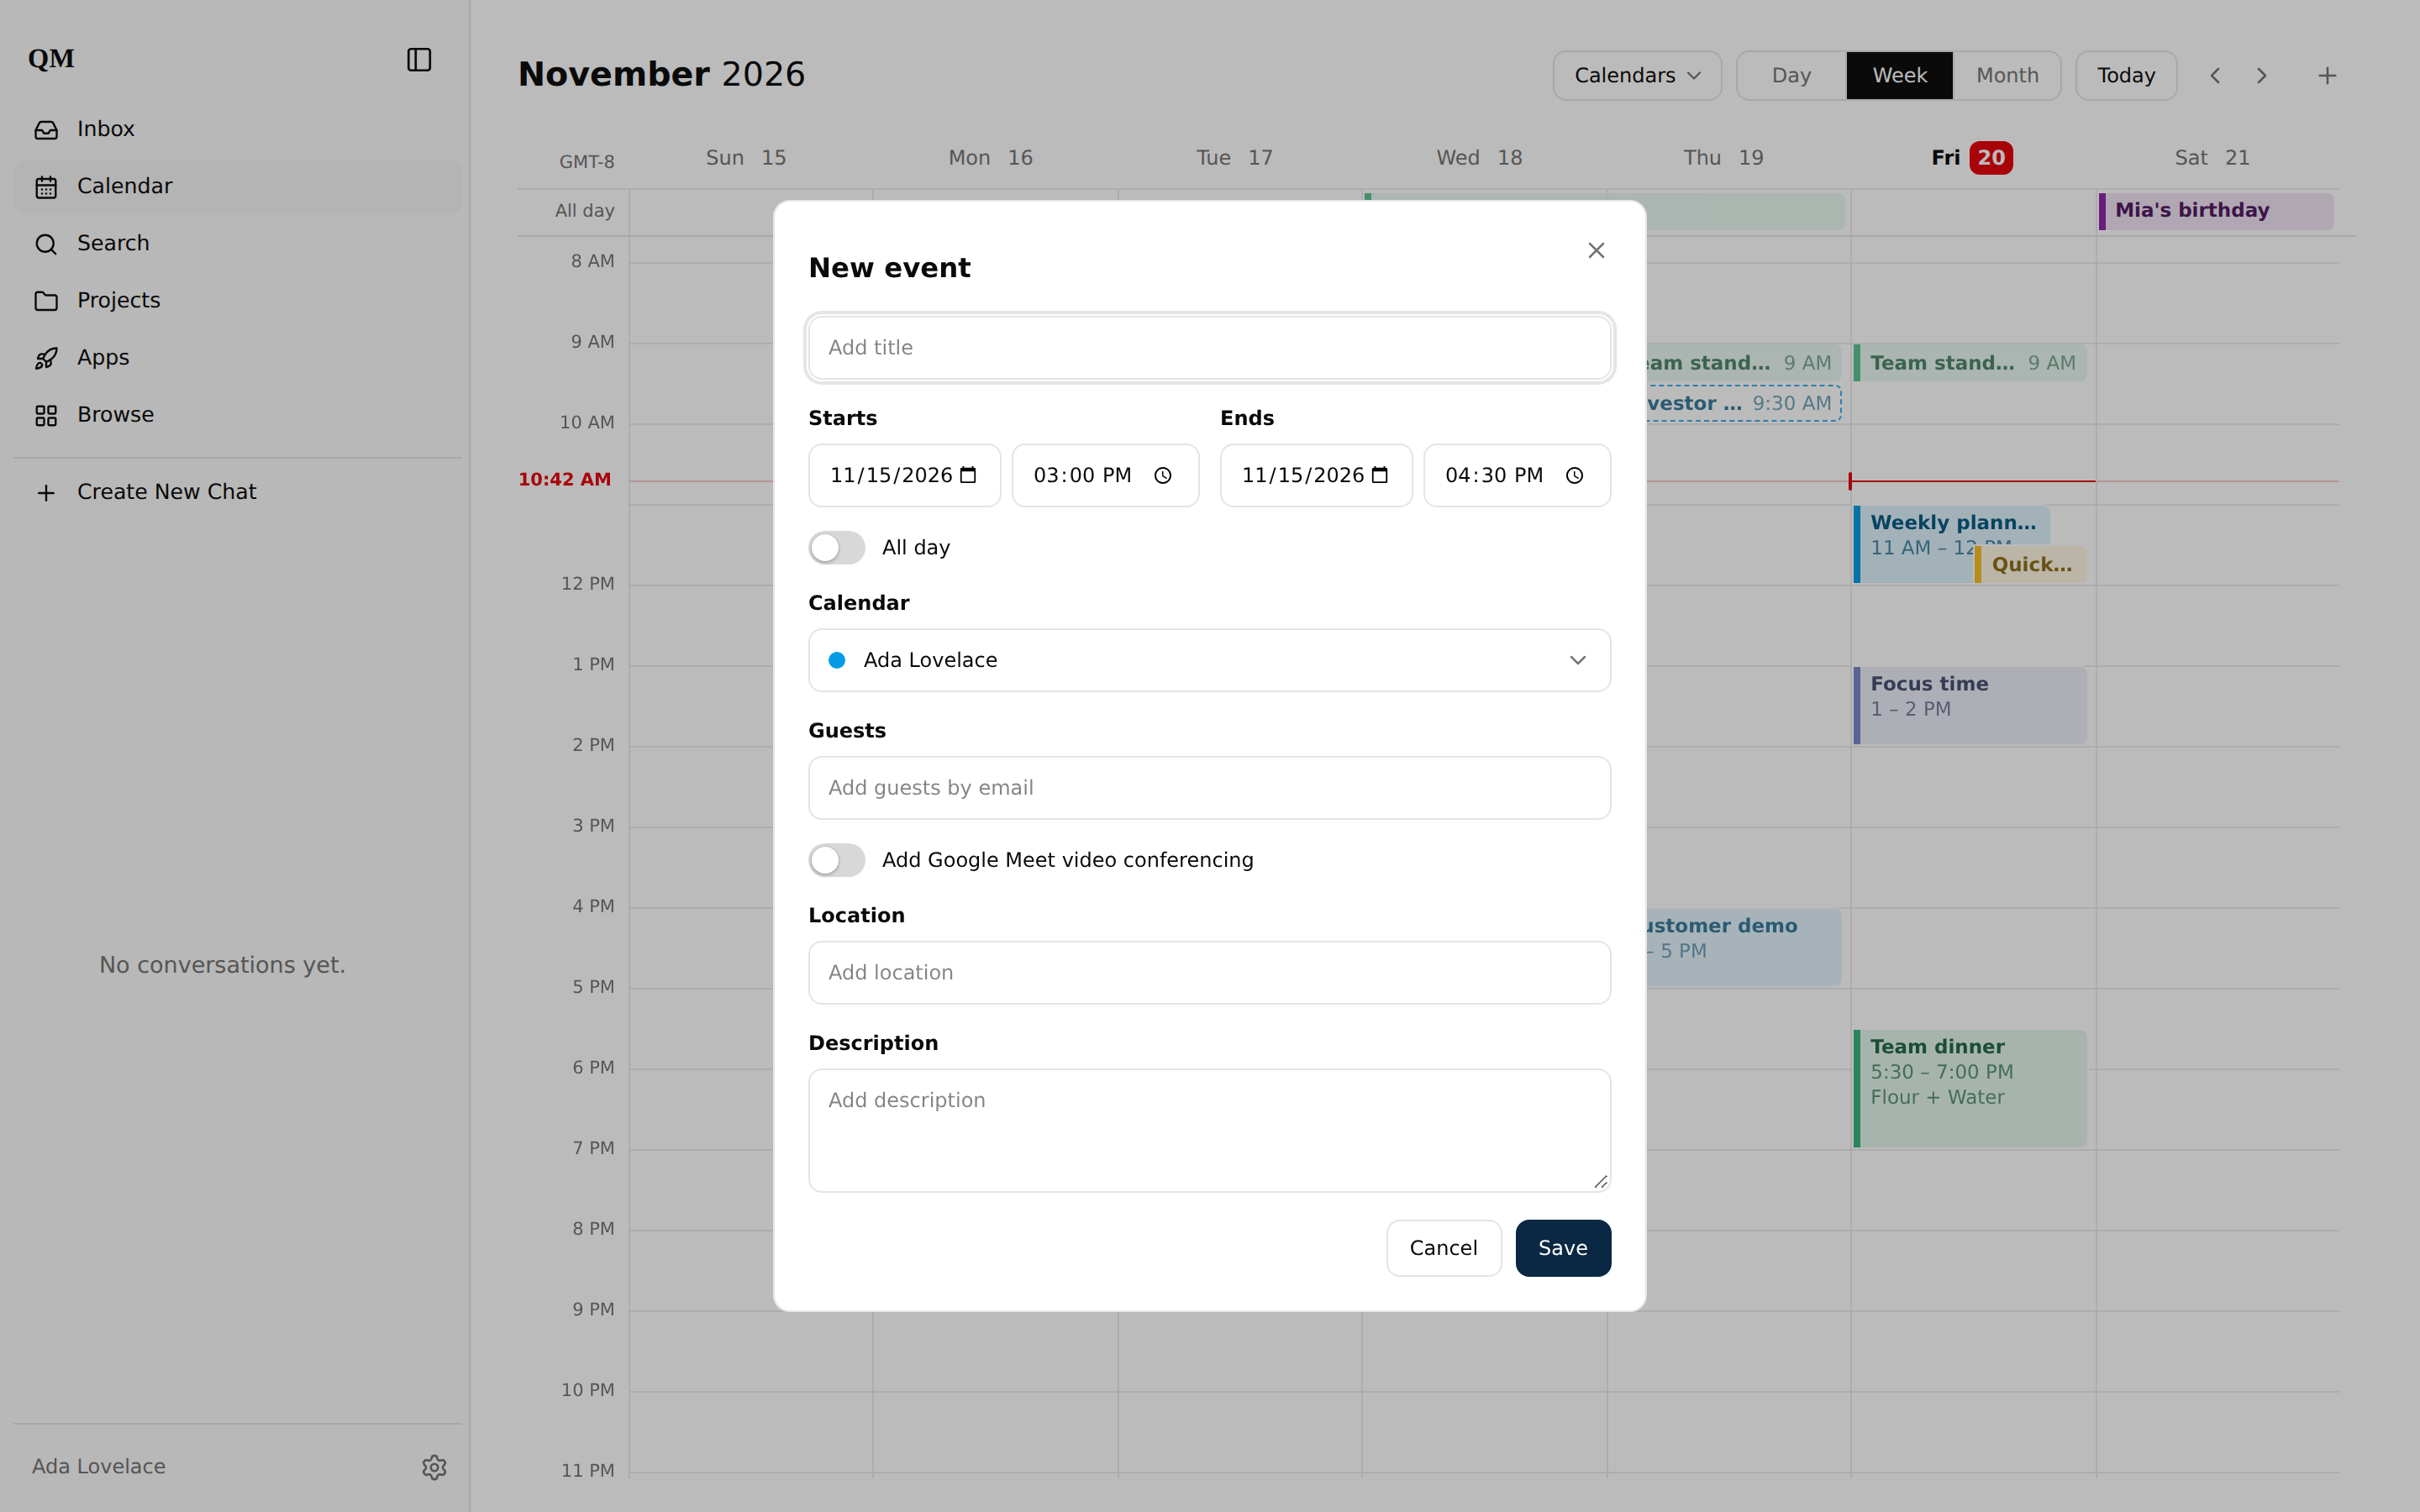 QM
Inbox
Calendar
Search
Projects
Apps
Browse
Create New Chat
No conversations yet.
Ada Lovelace
November 2026
Calendars
Day
Week
Month
Today
GMT-8
Sun 15
Mon 16
Tue 17
Wed 18
Thu 19
Fri 20
Sat 21
All day
Mia's birthday
8 AM
9 AM
10 AM
10:42 AM
12 PM
1 PM
2 PM
3 PM
4 PM
5 PM
6 PM
7 PM
8 PM
9 PM
10 PM
11 PM
eam stand… 9 AM
vestor … 9:30 AM
ustomer demo
– 5 PM
Team stand… 9 AM
Weekly plann…
11 AM – 12 PM
Quick…
Focus time
1 – 2 PM
Team dinner
5:30 – 7:00 PM
Flour + Water
New event
Add title
Starts
Ends
11/15/2026
03:00 PM
11/15/2026
04:30 PM
All day
Calendar
Ada Lovelace
Guests
Add guests by email
Add Google Meet video conferencing
Location
Add location
Description
Add description
Cancel
Save